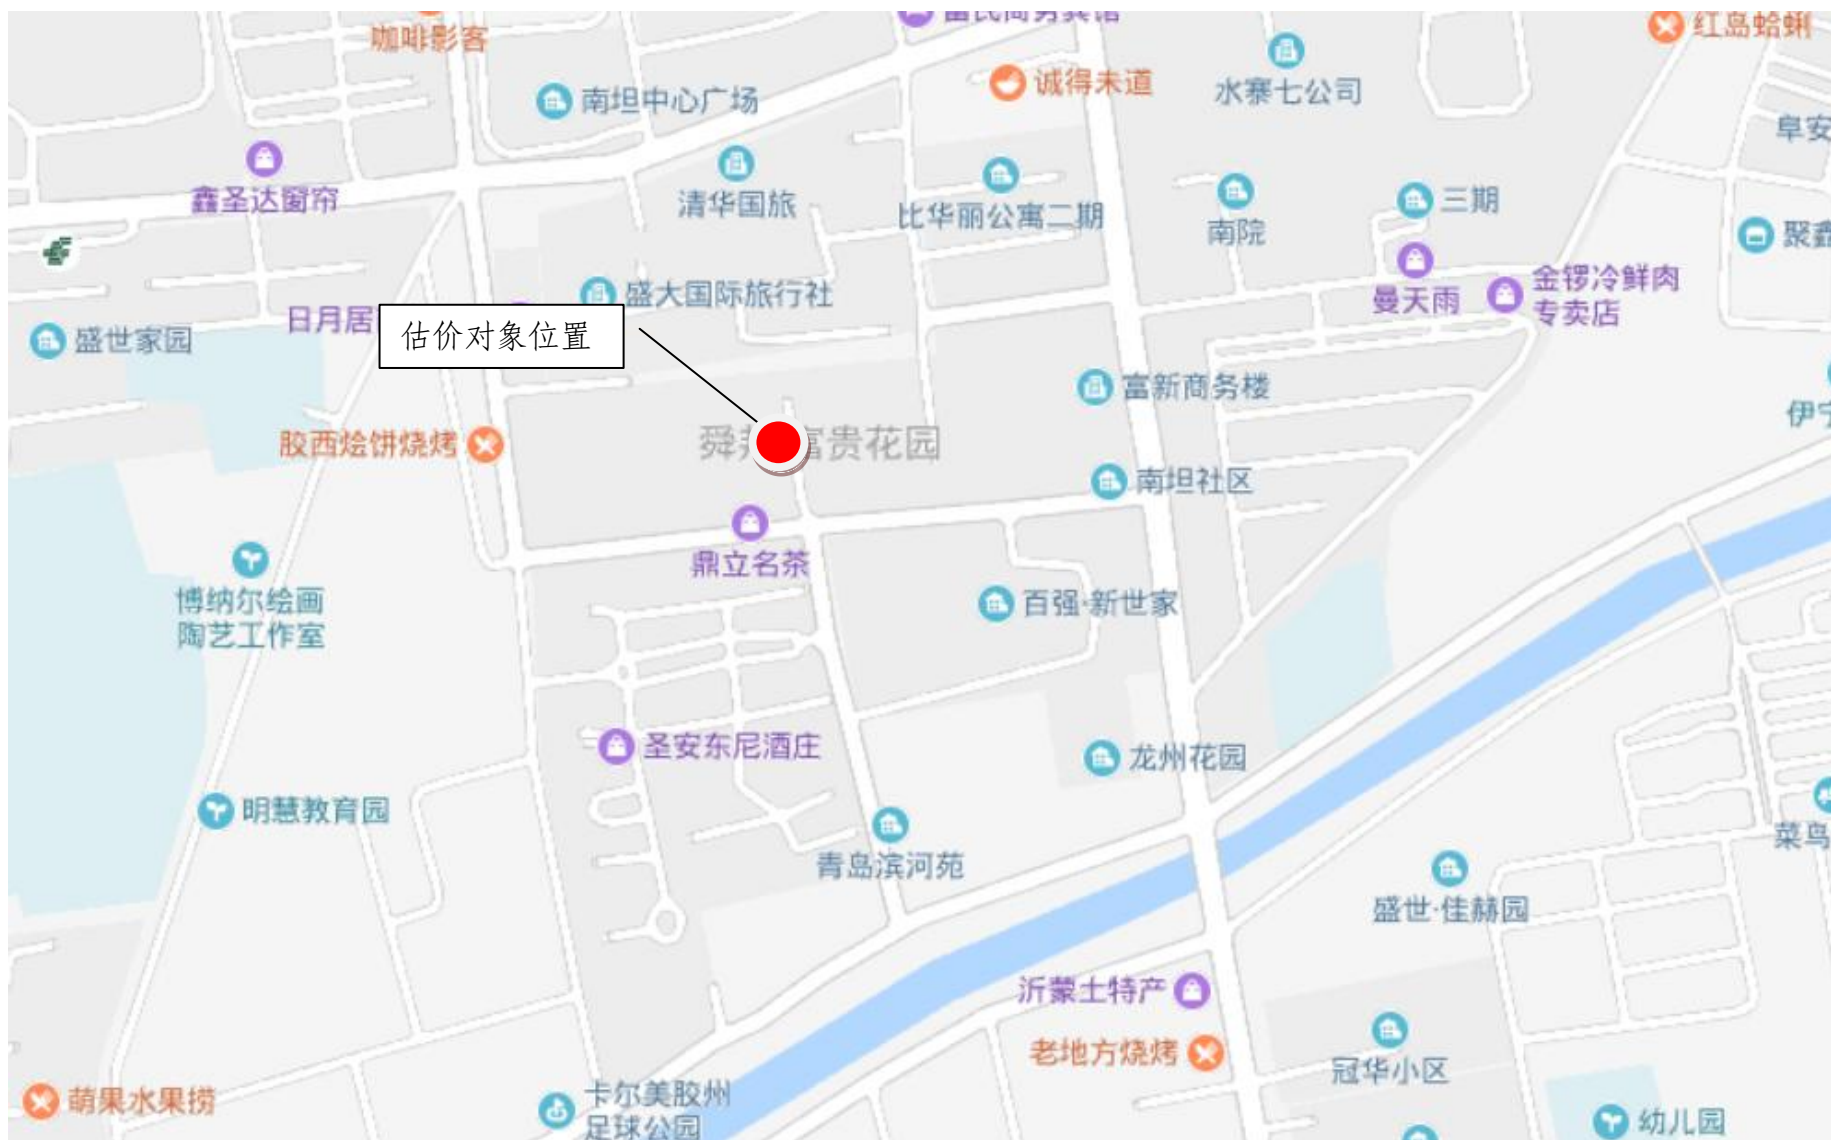 咖啡影客
富民商务宾馆
红岛蛤蜊
诚得未道
水寨七公司
南坦中心广场
阜安
鑫圣达窗帘
清华国旅
比华丽公寓二期
南院
三期
聚鑫
盛大国际旅行社
曼天雨
金锣冷鲜肉
专卖店
日月居
盛世家园
估价对象位置
富新商务楼
伊宁
胶西烩饼烧烤
富贵花园
南坦社区
鼎立名茶
博纳尔绘画
陶艺工作室
百强·新世家
圣安东尼酒庄
龙州花园
明慧教育园
青岛滨河苑
菜鸟
盛世·佳赫园
沂蒙土特产
老地方烧烤
冠华小区
萌果水果捞
卡尔美胶州
足球公园
幼儿园